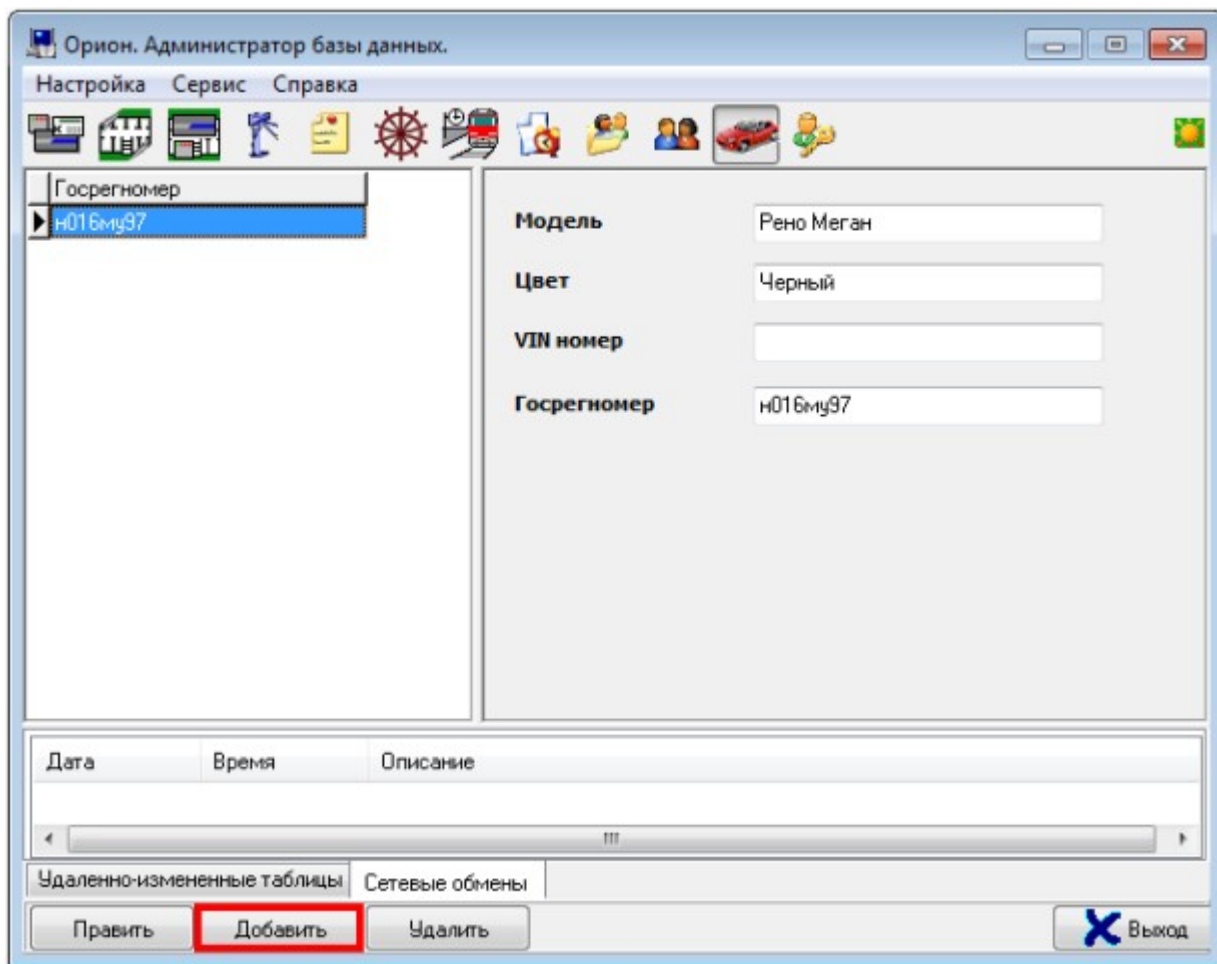 Орион. Администратор базы данных.
Настройка Сервис Справка
Госрегномер
н016му97
Модель Рено Меган
Цвет Черный
VIN номер
Госрегномер н016му97
Дата Время Описание
Удаленно-измененные таблицы Сетевые обмены
Править Добавить Удалить Выход